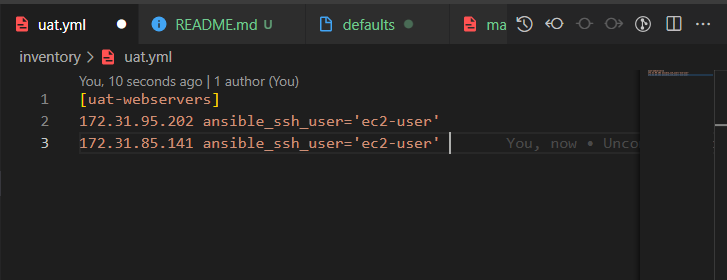 uat.yml README.md U defaults ma
inventory > uat.yml
You, 10 seconds ago | 1 author (You)
1 [uat-webservers]
2 172.31.95.202 ansible_ssh_user='ec2-user'
3 172.31.85.141 ansible_ssh_user='ec2-user' You, now • Unco